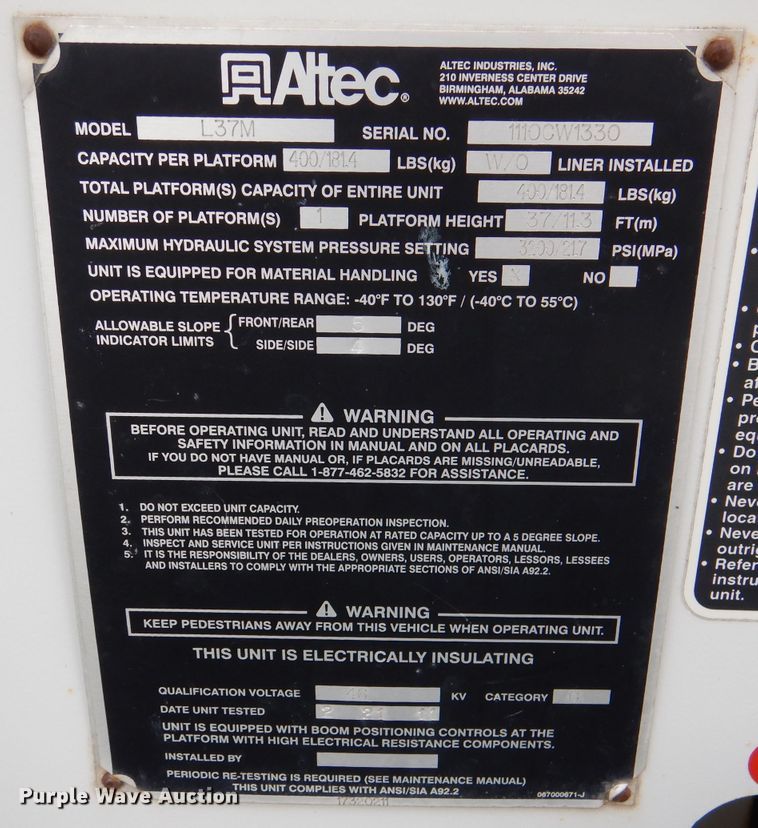 Altec
ALTEC INDUSTRIES, INC.
210 INVERNESS CENTER DRIVE
BIRMINGHAM, ALABAMA 35242
WWW.ALTEC.COM
MODEL L37M SERIAL NO. 1110CW1330
CAPACITY PER PLATFORM 400/181.4 LBS(kg) W/O LINER INSTALLED
TOTAL PLATFORM(S) CAPACITY OF ENTIRE UNIT 400/181.4 LBS(kg)
NUMBER OF PLATFORM(S) 1 PLATFORM HEIGHT 37/11.3 FT(m)
MAXIMUM HYDRAULIC SYSTEM PRESSURE SETTING PSI(MPa)
UNIT IS EQUIPPED FOR MATERIAL HANDLING YES X NO
OPERATING TEMPERATURE RANGE: -40°F TO 130°F / (-40°C TO 55°C)
ALLOWABLE SLOPE INDICATOR LIMITS
FRONT/REAR 5 DEG
SIDE/SIDE DEG
WARNING
BEFORE OPERATING UNIT, READ AND UNDERSTAND ALL OPERATING AND
SAFETY INFORMATION IN MANUAL AND ON ALL PLACARDS.
IF YOU DO NOT HAVE MANUAL OR, IF PLACARDS ARE MISSING/UNREADABLE,
PLEASE CALL 1-877-462-5832 FOR ASSISTANCE.
1. DO NOT EXCEED UNIT CAPACITY.
2. PERFORM RECOMMENDED DAILY PREOPERATION INSPECTION.
3. THIS UNIT HAS BEEN TESTED FOR OPERATION AT RATED CAPACITY UP TO A 5 DEGREE SLOPE.
4. INSPECT AND SERVICE UNIT PER INSTRUCTIONS GIVEN IN MAINTENANCE MANUAL.
5. IT IS THE RESPONSIBILITY OF THE DEALERS, OWNERS, USERS, OPERATORS, LESSORS, LESSEES
AND INSTALLERS TO COMPLY WITH THE APPROPRIATE SECTIONS OF ANSI/SIA A92.2.
WARNING
KEEP PEDESTRIANS AWAY FROM THIS VEHICLE WHEN OPERATING UNIT.
THIS UNIT IS ELECTRICALLY INSULATING
QUALIFICATION VOLTAGE 46 KV CATEGORY
DATE UNIT TESTED
UNIT IS EQUIPPED WITH BOOM POSITIONING CONTROLS AT THE
PLATFORM WITH HIGH ELECTRICAL RESISTANCE COMPONENTS.
INSTALLED BY
PERIODIC RE-TESTING IS REQUIRED (SEE MAINTENANCE MANUAL)
THIS UNIT COMPLIES WITH ANSI/SIA A92.2
067000671-J
Do
on
are
Neve
loca
Neve
outri
Refer
instru
unit.
Purple Wave Auction